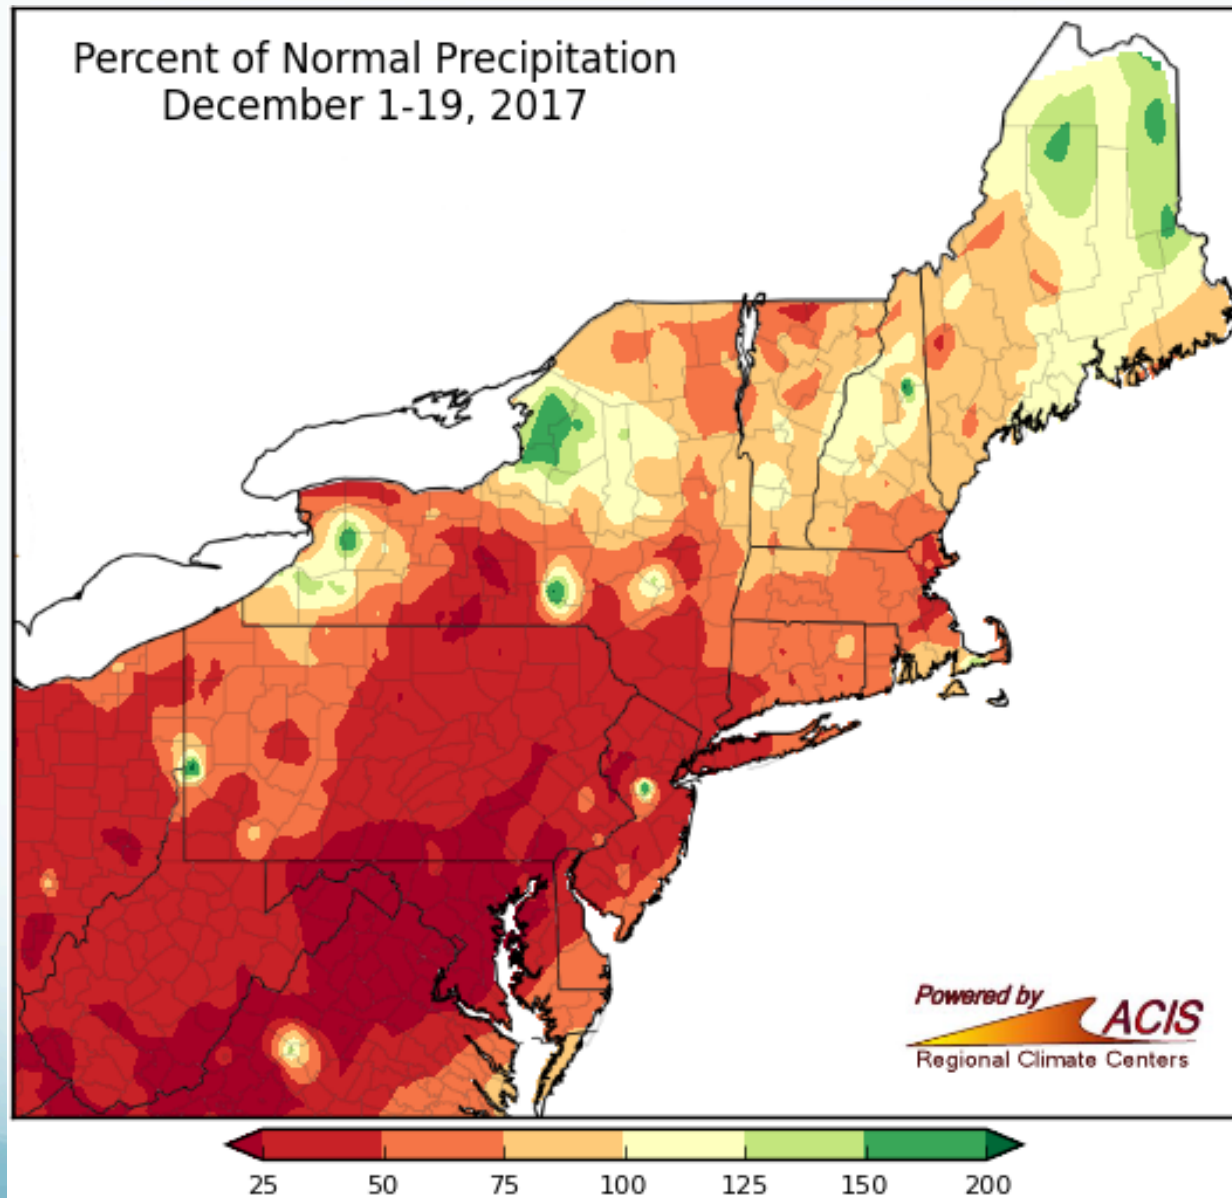 Percent of Normal Precipitation
December 1-19, 2017
Powered by
ACIS
Regional Climate Centers
25 50 75 100 125 150 200